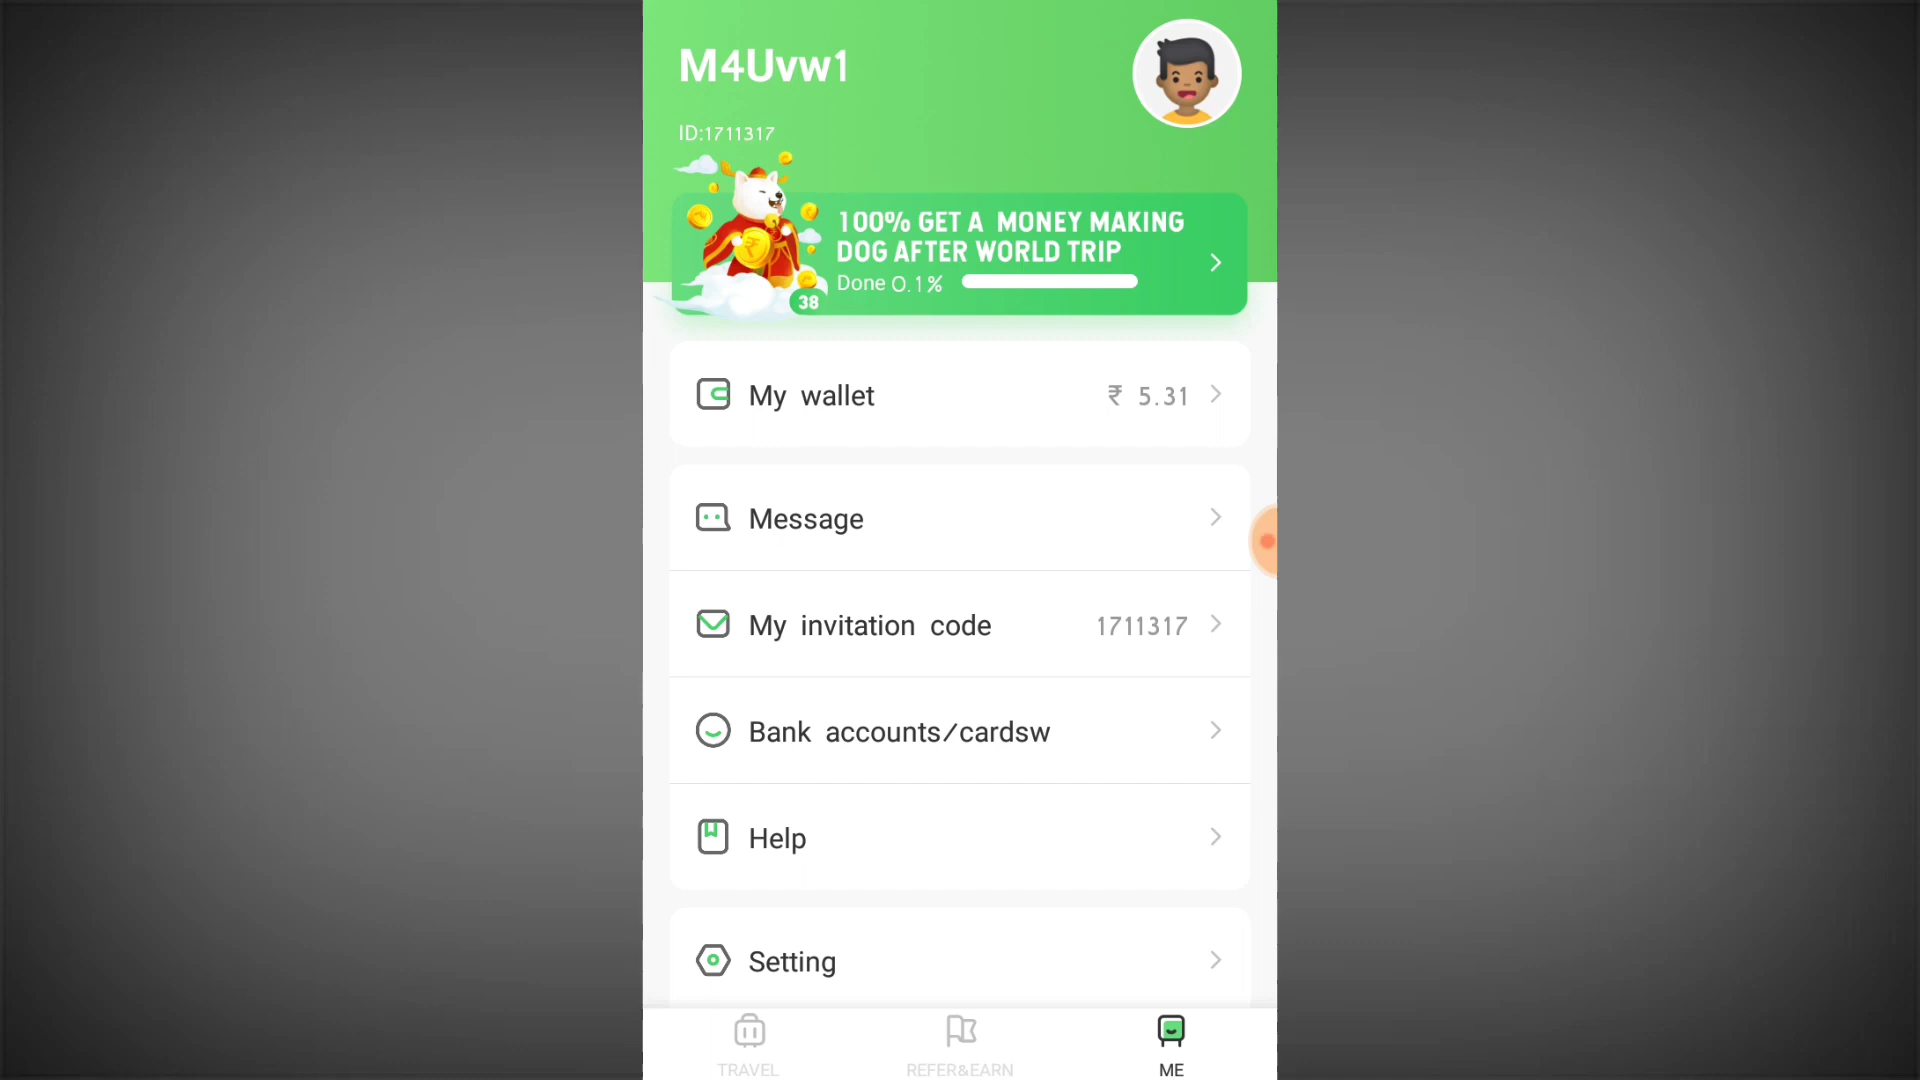 M4Uvw1
ID:1711317
100% GET A MONEY MAKING
DOG AFTER WORLD TRIP
Done 0.1%
38
My wallet ₹ 5.31
Message
My invitation code 1711317
Bank accounts/cardsw
Help
Setting
TRAVEL REFER&EARN ME